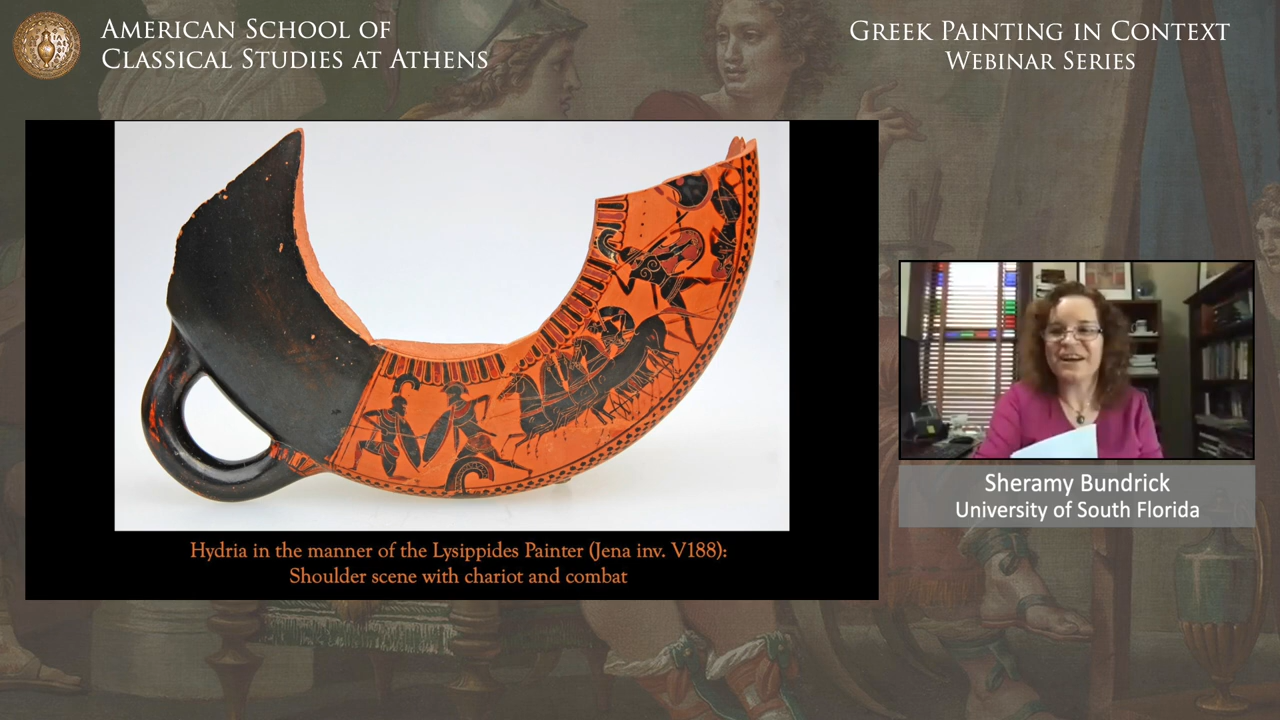 AMERICAN SCHOOL OF
CLASSICAL STUDIES AT ATHENS
GREEK PAINTING IN CONTEXT
WEBINAR SERIES
Hydria in the manner of the Lysippides Painter (Jena inv. V188):
Shoulder scene with chariot and combat
Sheramy Bundrick
University of South Florida